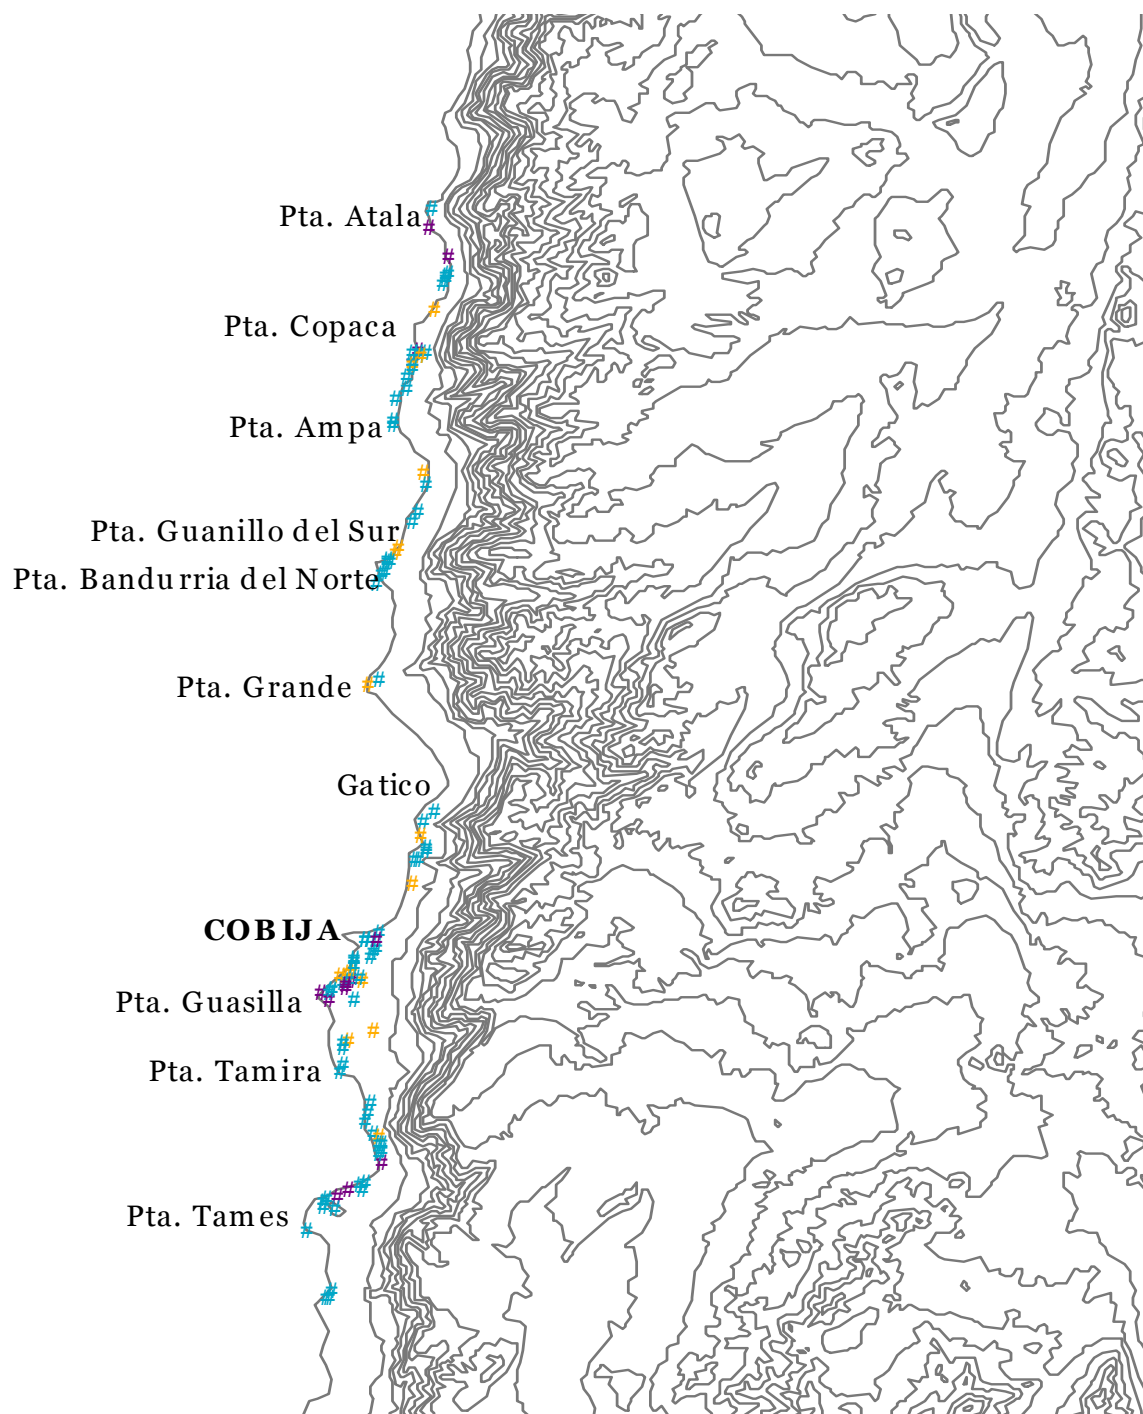 Pta. Atala
Pta. Copaca
Pta. Ampa
Pta. Guanillo del Sur
Pta. Bandurria del Norte
Pta. Grande
Gatico
COBIJA
Pta. Guasilla
Pta. Tamira
Pta. Tames